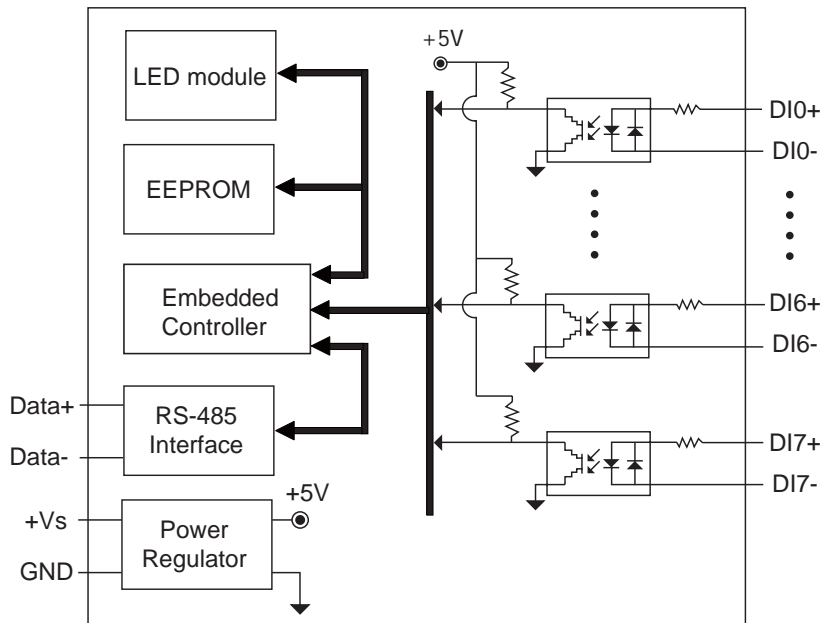 LED module
EEPROM
Embedded
Controller
RS-485
Interface
Data+
Data-
Power
Regulator
+Vs
GND
+5V
+5V
DI0+
DI0-
DI6+
DI6-
DI7+
DI7-